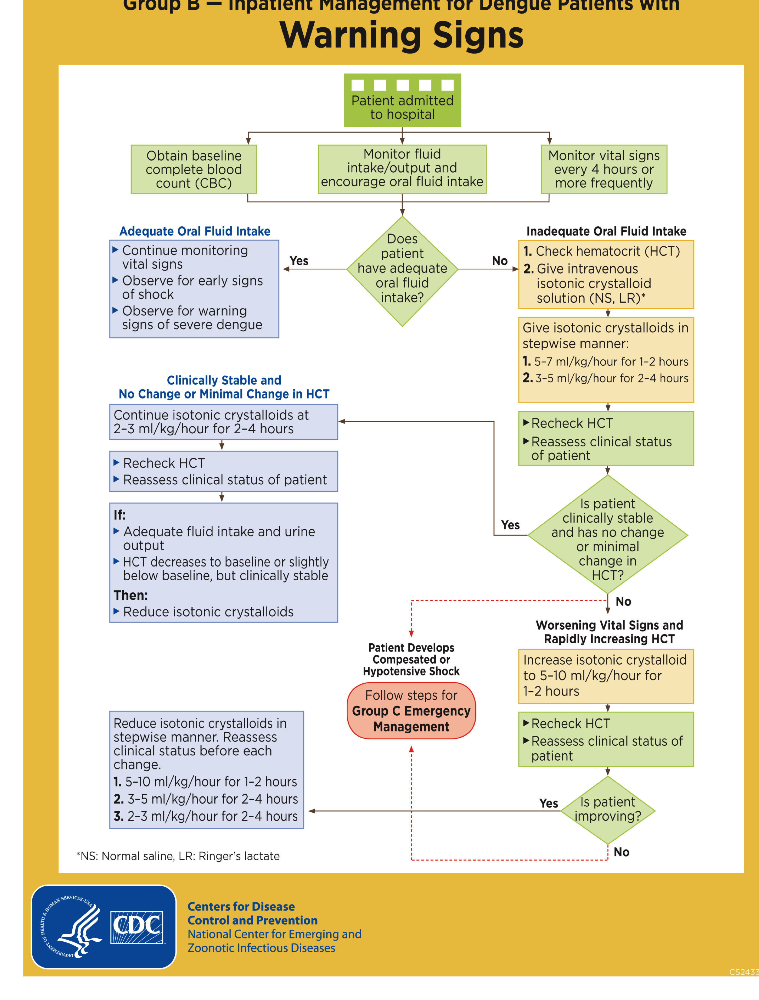 Group B — Inpatient Management for Dengue Patients with
Warning Signs
Patient admitted
to hospital
Obtain baseline
complete blood
count (CBC)
Monitor fluid
intake/output and
encourage oral fluid intake
Monitor vital signs
every 4 hours or
more frequently
Does
patient
have adequate
oral fluid
intake?
Yes
No
Adequate Oral Fluid Intake
▶ Continue monitoring
vital signs
▶ Observe for early signs
of shock
▶ Observe for warning
signs of severe dengue
Inadequate Oral Fluid Intake
1. Check hematocrit (HCT)
2. Give intravenous
isotonic crystalloid
solution (NS, LR)*
Give isotonic crystalloids in
stepwise manner:
1. 5–7 ml/kg/hour for 1–2 hours
2. 3–5 ml/kg/hour for 2–4 hours
▶ Recheck HCT
▶ Reassess clinical status
of patient
Is patient
clinically stable
and has no change
or minimal
change in
HCT?
Yes
No
Clinically Stable and
No Change or Minimal Change in HCT
Continue isotonic crystalloids at
2–3 ml/kg/hour for 2–4 hours
▶ Recheck HCT
▶ Reassess clinical status of patient
If:
▶ Adequate fluid intake and urine
output
▶ HCT decreases to baseline or slightly
below baseline, but clinically stable
Then:
▶ Reduce isotonic crystalloids
Patient Develops
Compesated or
Hypotensive Shock
Follow steps for
Group C Emergency
Management
Worsening Vital Signs and
Rapidly Increasing HCT
Increase isotonic crystalloid
to 5–10 ml/kg/hour for
1–2 hours
▶ Recheck HCT
▶ Reassess clinical status of
patient
Is patient
improving?
Yes
No
Reduce isotonic crystalloids in
stepwise manner. Reassess
clinical status before each
change.
1. 5–10 ml/kg/hour for 1–2 hours
2. 3–5 ml/kg/hour for 2–4 hours
3. 2–3 ml/kg/hour for 2–4 hours
*NS: Normal saline, LR: Ringer’s lactate
DEPARTMENT OF HEALTH & HUMAN SERVICES·USA
CDC
Centers for Disease
Control and Prevention
National Center for Emerging and
Zoonotic Infectious Diseases
CS2433